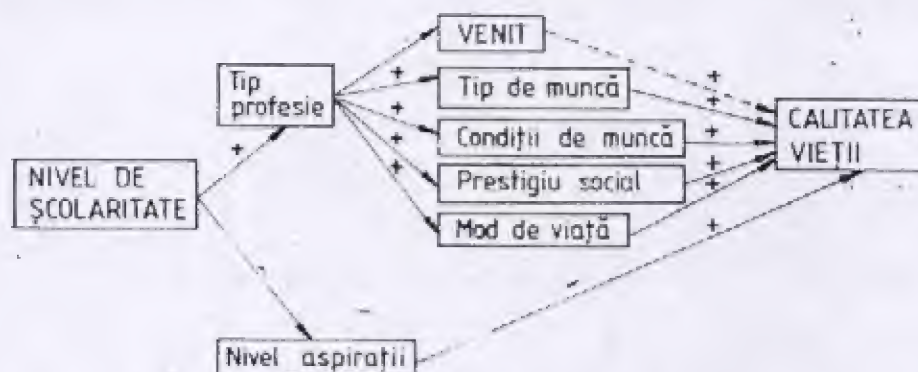 VENIT
Tip
profesie
Tip de muncă
CALITATEA
VIEȚII
Condiții de muncă
NIVEL DE
ȘCOLARITATE
Prestigiu social
Mod de viață
Nivel aspirații